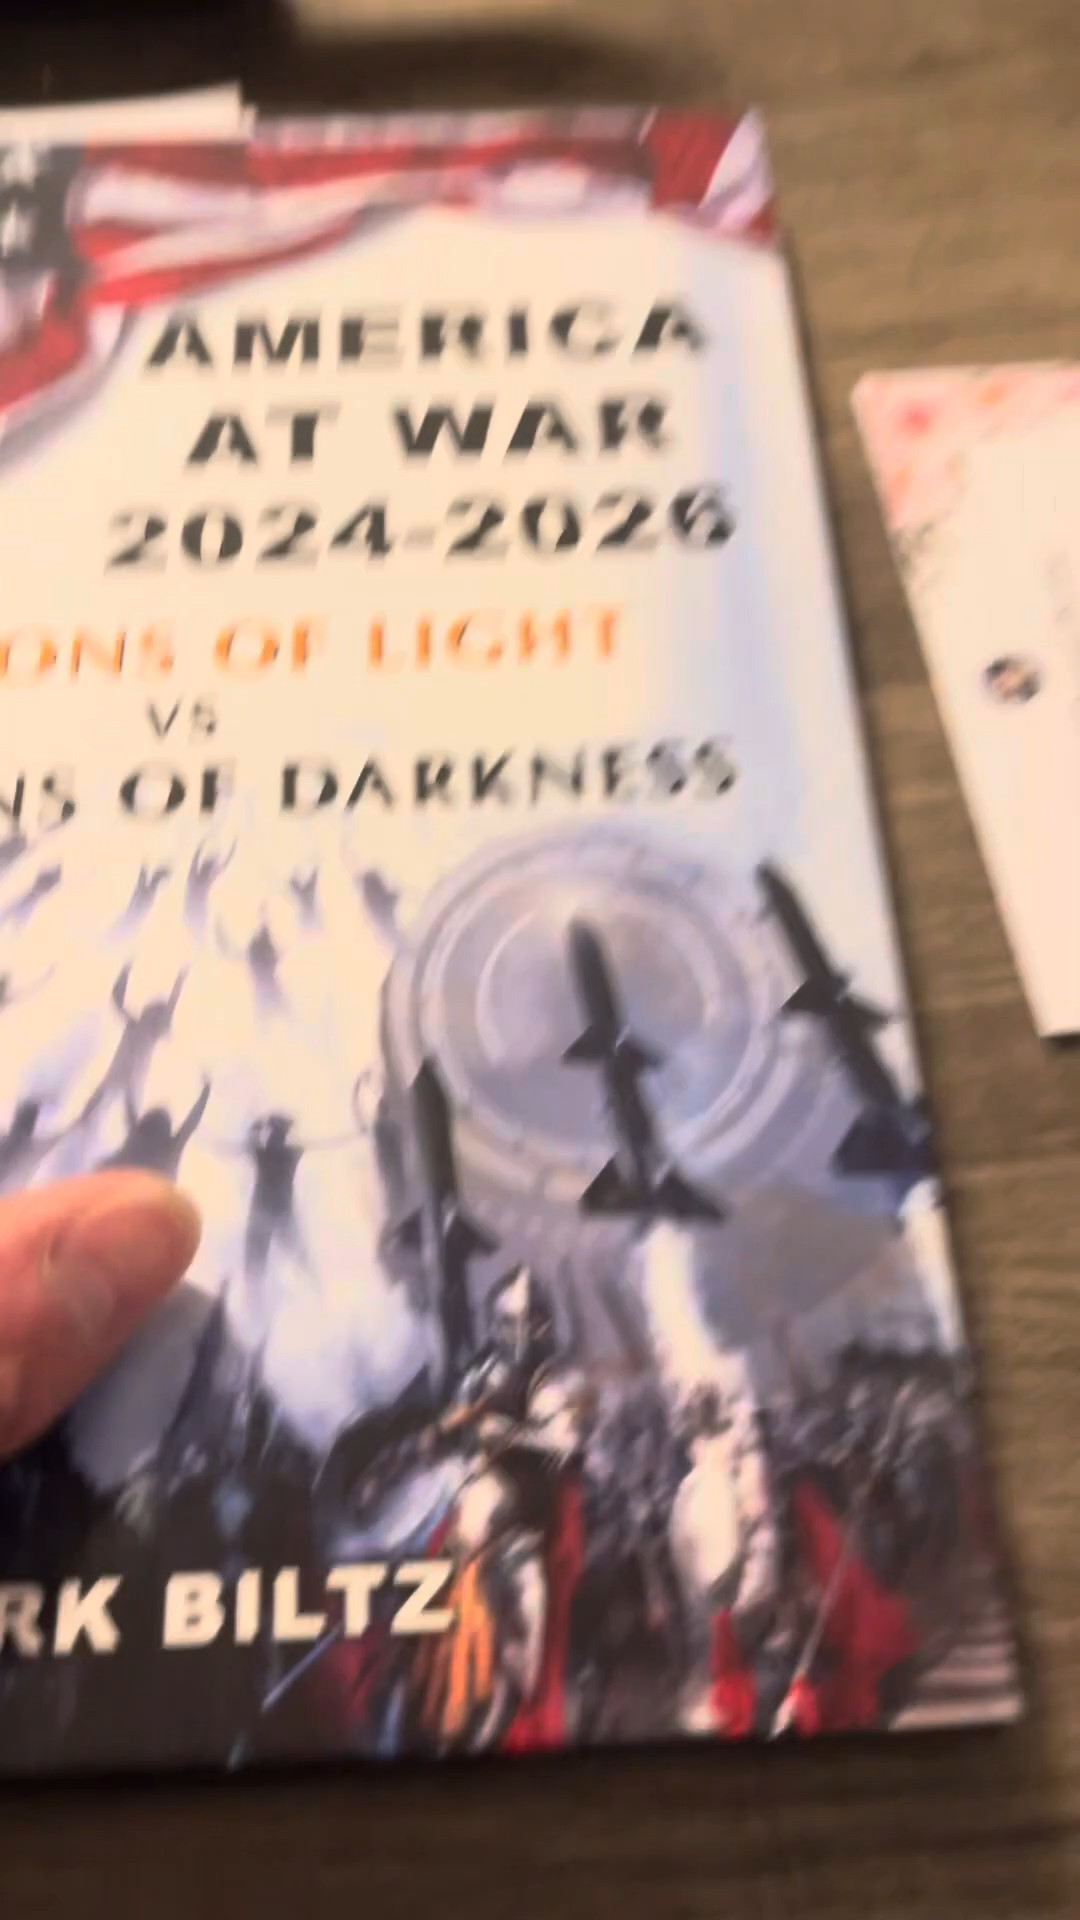 AMERICA
AT WAR
2024-2026
ONS OF LIGHT
VS
NS OF DARKNESS
RK BILTZ